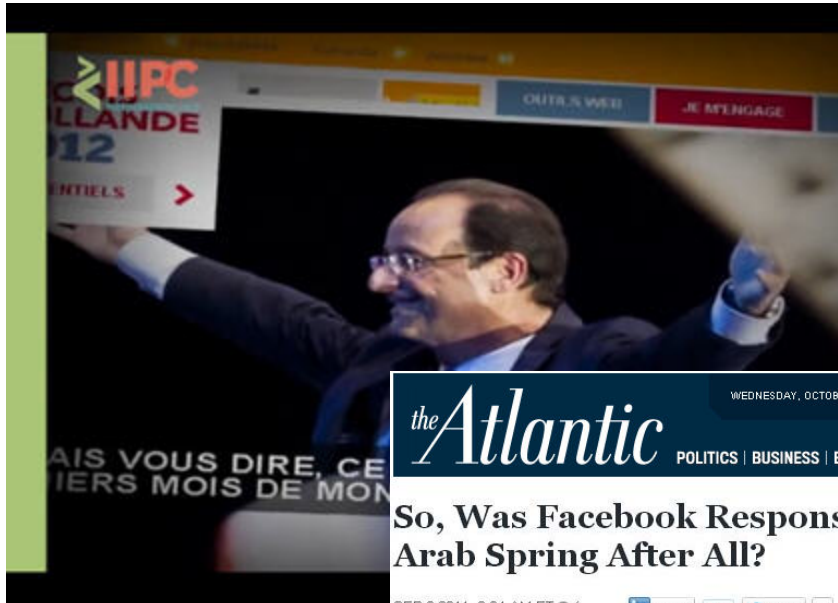 IIPC
OUTILS WEB
JE M'ENGAGE
LLANDE
12
ENTIELS
AIS VOUS DIRE, CE
IERS MOIS DE MON
the Atlantic
WEDNESDAY, OCTOB
POLITICS | BUSINESS | E
So, Was Facebook Respons
Arab Spring After All?